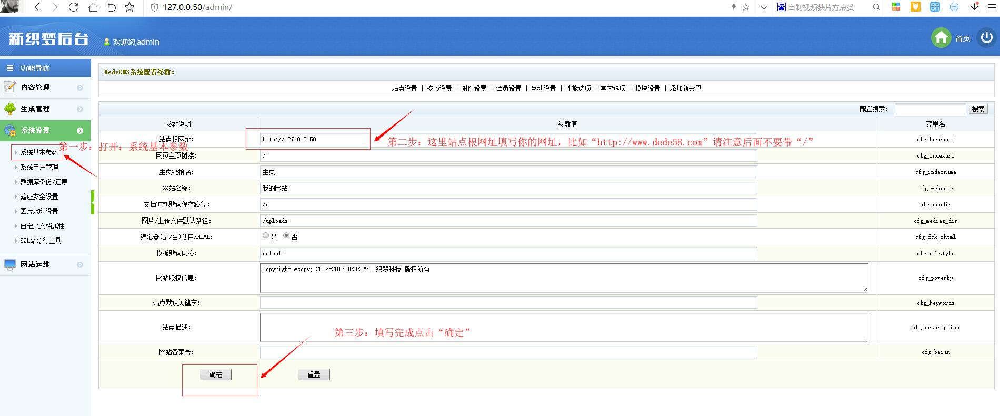 127.0.0.50/admin/
自制视频获片方点赞
新织梦后台
欢迎您,admin
首页
功能导航
内容管理
生成管理
系统设置
系统基本参数
系统用户管理
数据库备份/还原
验证安全设置
图片水印设置
自定义文档属性
SQL命令行工具
网站运维
DedeCMS系统配置参数：
站点设置 | 核心设置 | 附件设置 | 会员设置 | 互动设置 | 性能选项 | 其它选项 | 模块设置 | 添加新变量
配置搜索： 搜索
参数说明 参数值 变量名
站点根网址： http://127.0.0.50 cfg_basehost
第一步：打开：系统基本参数
第二步：这里站点根网址填写你的网址，比如“http://www.dede58.com”请注意后面不要带“/”
网页主页链接： / cfg_indexurl
主页链接名： 主页 cfg_indexname
网站名称： 我的网站 cfg_webname
文档HTML默认保存路径： /a cfg_arcdir
图片/上传文件默认路径： /uploads cfg_medias_dir
编辑器(是/否)使用XHTML： 是 否 cfg_fck_xhtml
模板默认风格： default cfg_df_style
网站版权信息： Copyright &copy; 2002-2017 DEDECMS. 织梦科技 版权所有 cfg_powerby
站点默认关键字： cfg_keywords
站点描述： cfg_description
第三步：填写完成点击“确定”
网站备案号： cfg_beian
确定 重置